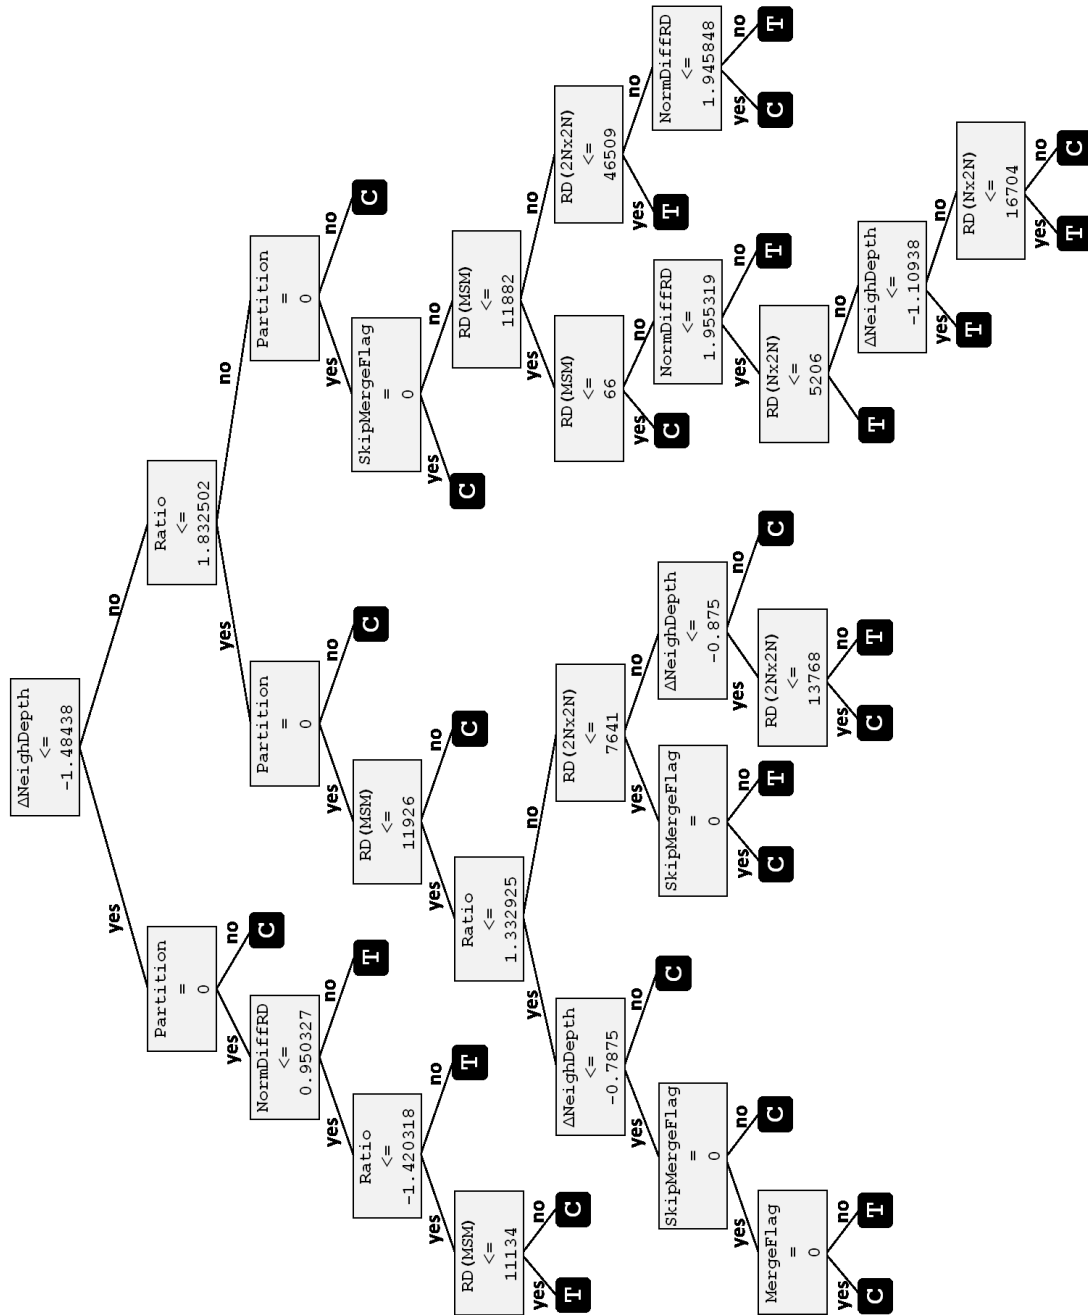 ΔNeighDepth
<=
-1.48438
yes
no
Partition
=
0
Ratio
<=
1.832502
yes
no
yes
no
NormDiffRD
<=
0.950327
C
Partition
=
0
Partition
=
0
yes
no
yes
no
yes
no
Ratio
<=
-1.420318
T
RD(MSM)
<=
11926
C
SkipMergeFlag
=
0
C
yes
no
yes
no
yes
no
RD(MSM)
<=
11134
T
Ratio
<=
1.332925
C
C
RD(MSM)
<=
11882
yes
no
yes
no
yes
no
T
C
ΔNeighDepth
<=
-0.7875
RD(2Nx2N)
<=
7641
RD(MSM)
<=
66
RD(2Nx2N)
<=
46509
yes
no
yes
no
yes
no
yes
no
SkipMergeFlag
=
0
C
SkipMergeFlag
=
0
ΔNeighDepth
<=
-0.875
C
NormDiffRD
<=
1.955319
T
NormDiffRD
<=
1.945848
yes
no
yes
no
yes
no
yes
no
yes
no
MergeFlag
=
0
C
C
T
RD(2Nx2N)
<=
13768
C
RD(Nx2N)
<=
5206
T
C
T
yes
no
yes
no
yes
no
C
T
C
T
T
ΔNeighDepth
<=
-1.10938
yes
no
T
RD(Nx2N)
<=
16704
yes
no
T
C